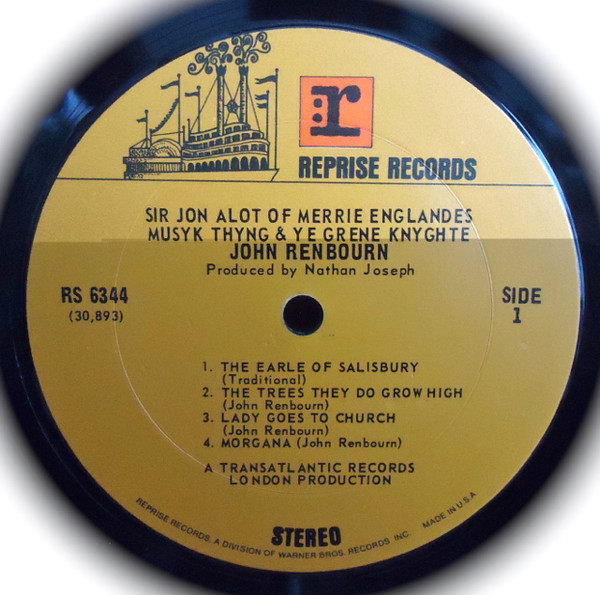 r
REPRISE RECORDS
SIR JON ALOT OF MERRIE ENGLANDES
MUSYK THYNG & YE GRENE KNYGHTE
JOHN RENBOURN
Produced by Nathan Joseph
RS 6344
(30,893)
SIDE
1
1. THE EARLE OF SALISBURY
(Traditional)
2. THE TREES THEY DO GROW HIGH
(John Renbourn)
3. LADY GOES TO CHURCH
(John Renbourn)
4. MORGANA (John Renbourn)
A TRANSATLANTIC RECORDS
LONDON PRODUCTION
STEREO
REPRISE RECORDS, A DIVISION OF WARNER BROS. RECORDS INC. MADE IN U.S.A.